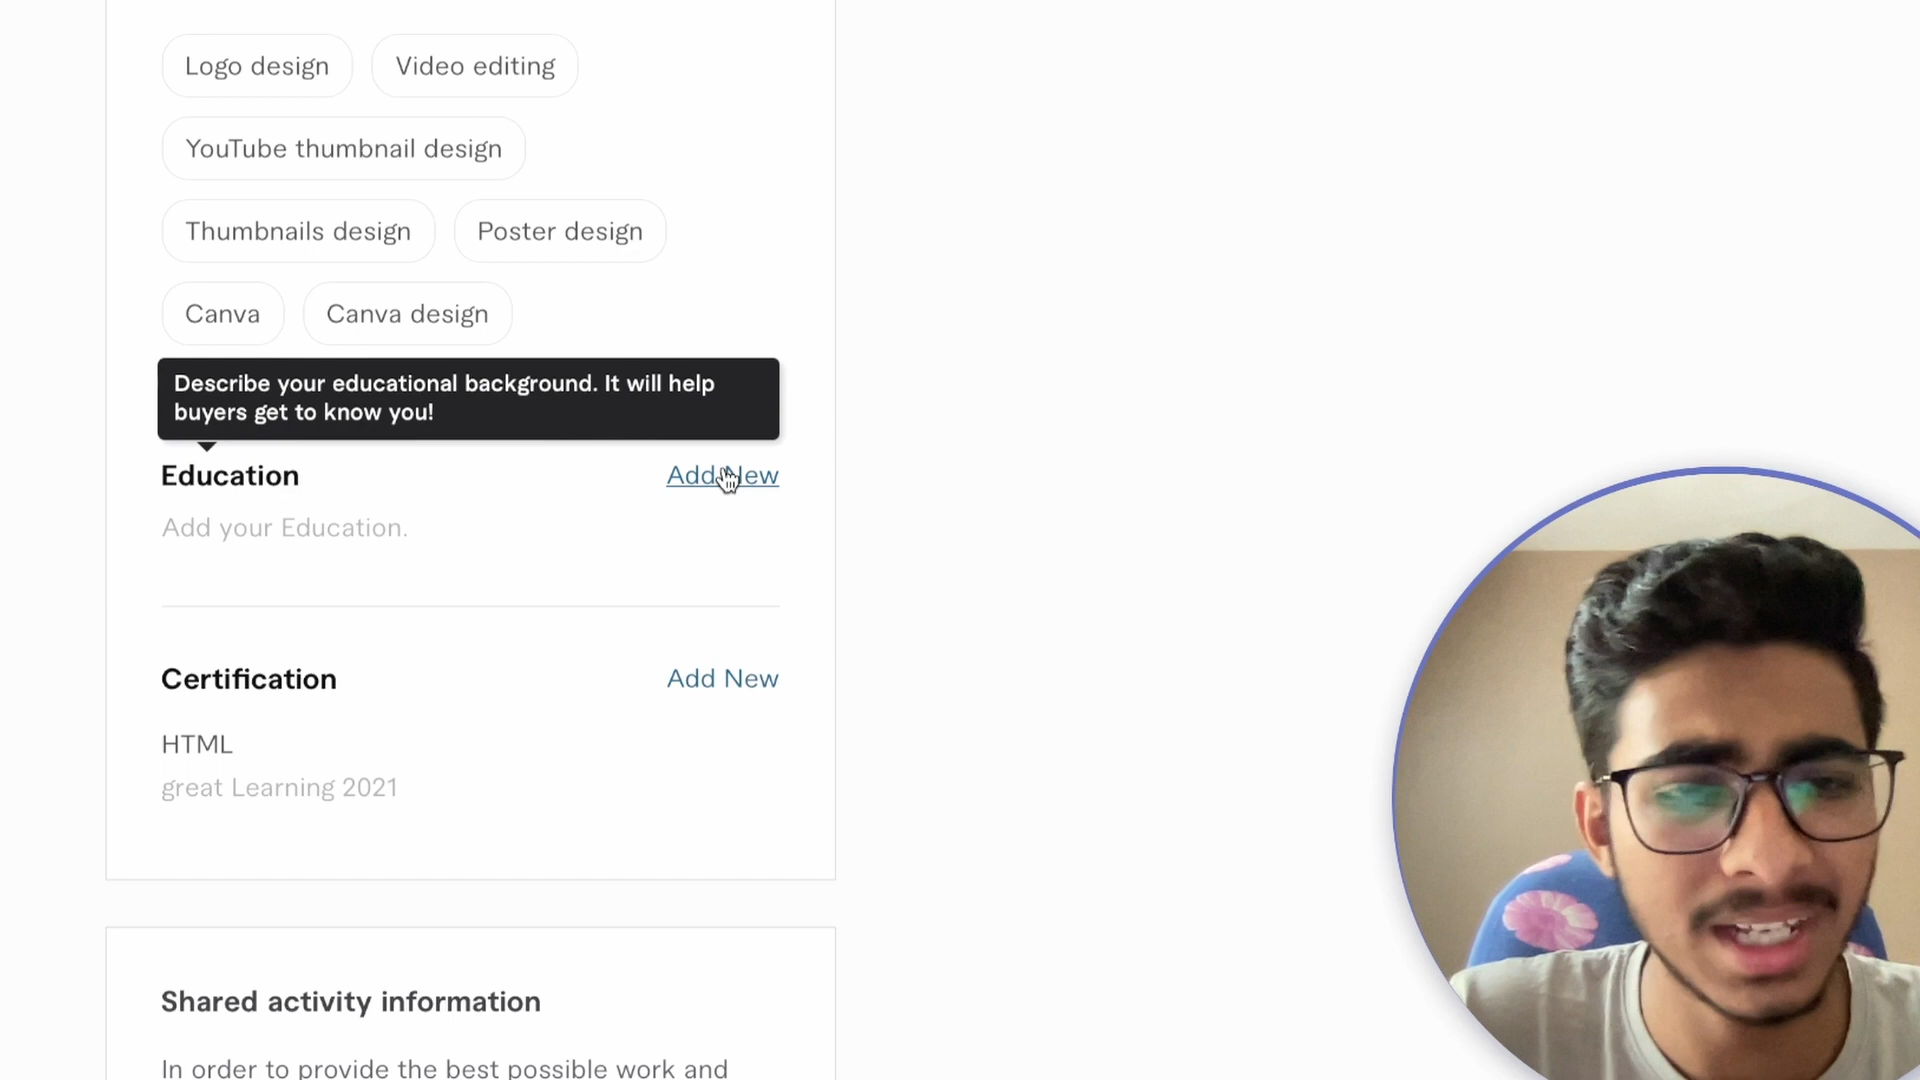 Logo design Video editing
YouTube thumbnail design
Thumbnails design Poster design
Canva Canva design
Describe your educational background. It will help
buyers get to know you!
Education Add New
Add your Education.
Certification Add New
HTML
great Learning 2021
Shared activity information
In order to provide the best possible work and